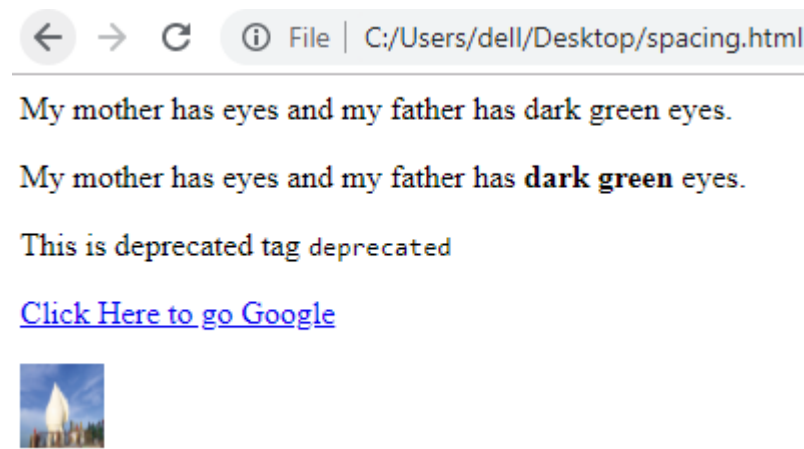 File | C:/Users/dell/Desktop/spacing.html
My mother has eyes and my father has dark green eyes.
My mother has eyes and my father has dark green eyes.
This is deprecated tag deprecated
Click Here to go Google